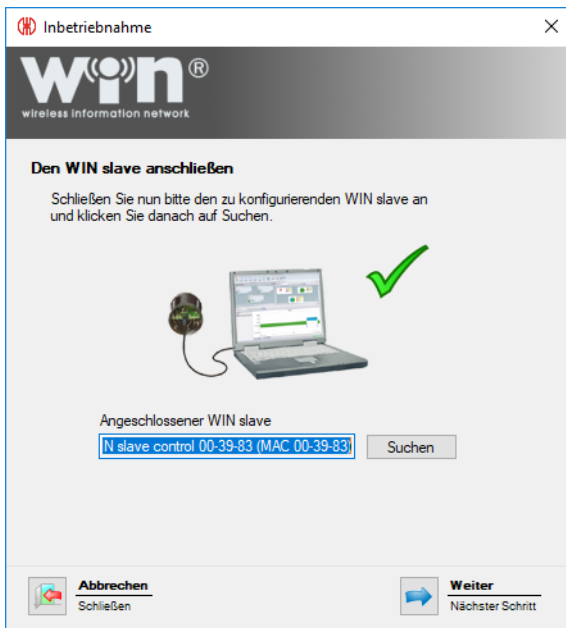 Inbetriebnahme
win®
wireless information network
Den WIN slave anschließen
Schließen Sie nun bitte den zu konfigurierenden WIN slave an
und klicken Sie danach auf Suchen.
Angeschlossener WIN slave
N slave control 00-39-83 (MAC 00-39-83)
Suchen
Abbrechen
Schließen
Weiter
Nächster Schritt